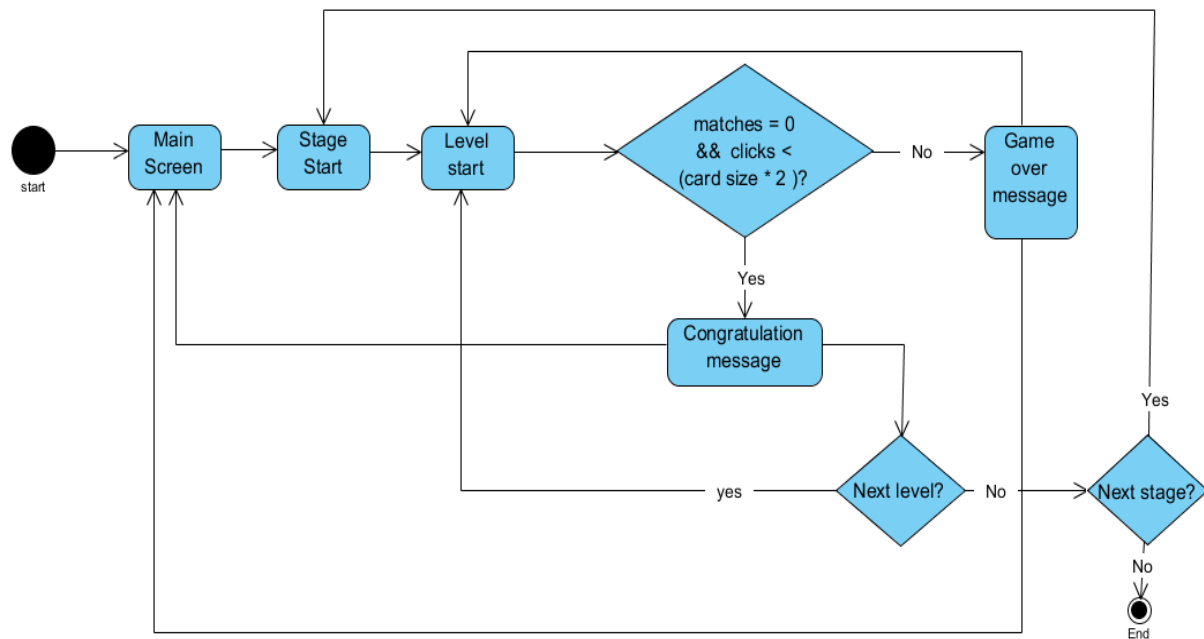 start
Main
Screen
Stage
Start
Level
start
matches = 0
&& clicks <
(card size * 2 )?
No
Game
over
message
Yes
Congratulation
message
Yes
yes
Next level?
No
Next stage?
No
End